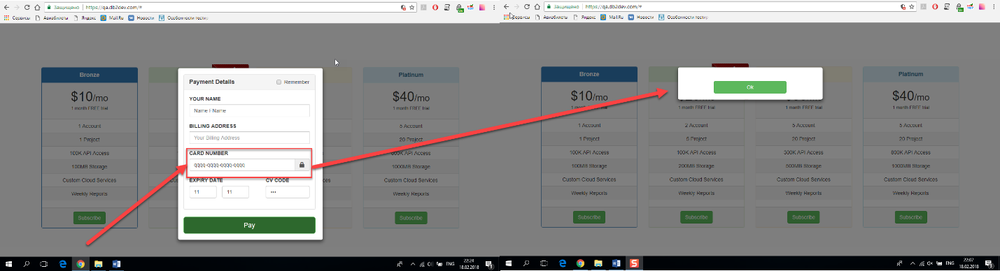 Защищено https://qa.db2dev.com/#
Сервисы Авиабилеты Яндекс Mail.Ru Новости Особенности тести
Bronze
$10/mo
1 month FREE trial
1 Account
1 Project
100K API Access
100MB Storage
Custom Cloud Services
Weekly Reports
Subscribe
Payment Details Remember
YOUR NAME
Name I-Name
BILLING ADDRESS
Your Billing Address
CARD NUMBER
qqqq-qqqq-qqqq-qqqq
EXPIRY DATE CV CODE
11 11 •••
Pay
Platinum
$40/mo
1 month FREE trial
5 Account
20 Project
800K API Access
1000MB Storage
Custom Cloud Services
Weekly Reports
Subscribe
ENG 22:24
18.02.2018 3
Защищено https://qa.db2dev.com/#
Сервисы Авиабилеты Яндекс Mail.Ru Новости Особенности тести
Ok
Bronze
$10/mo
1 month FREE trial
1 Account
1 Project
100K API Access
100MB Storage
Custom Cloud Services
Weekly Reports
Subscribe
1 month FREE trial
2 Account
5 Project
100K API Access
200MB Storage
Custom Cloud Services
Weekly Reports
Subscribe
1 month FREE trial
5 Account
20 Project
300K API Access
500MB Storage
Custom Cloud Services
Weekly Reports
Subscribe
Platinum
$40/mo
1 month FREE trial
5 Account
20 Project
800K API Access
1000MB Storage
Custom Cloud Services
Weekly Reports
Subscribe
ENG 22:07
18.02.2018 3